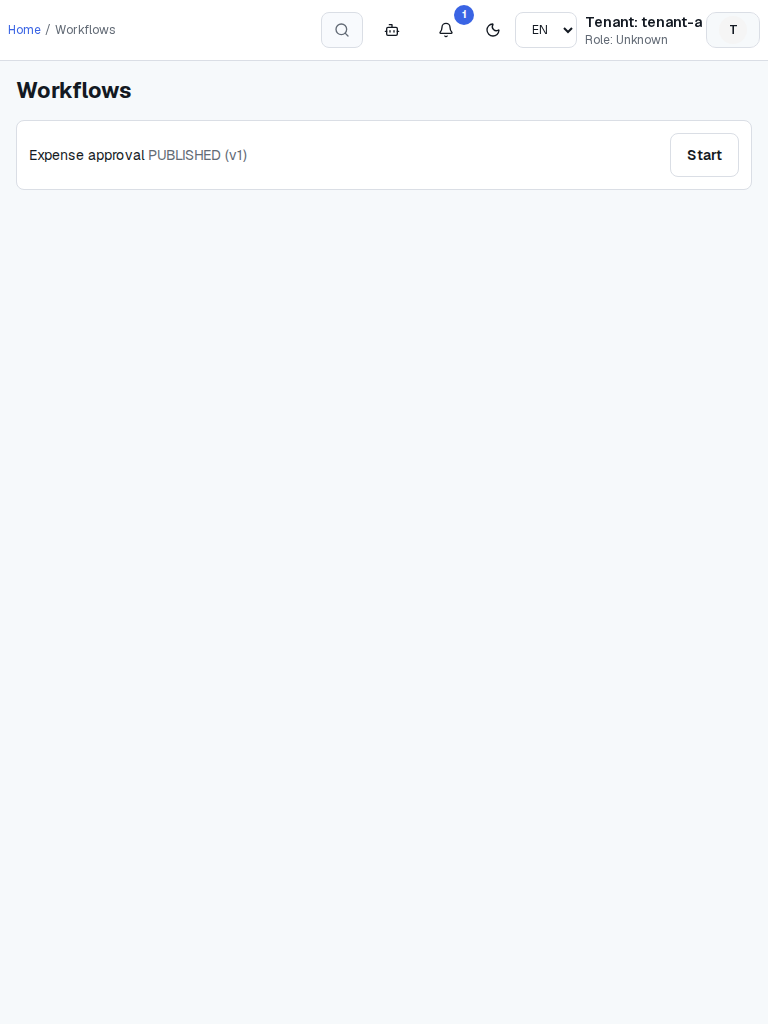 Home / Workflows
1
EN
Tenant: tenant-a
Role: Unknown
T
Workflows
Expense approval PUBLISHED (v1)
Start